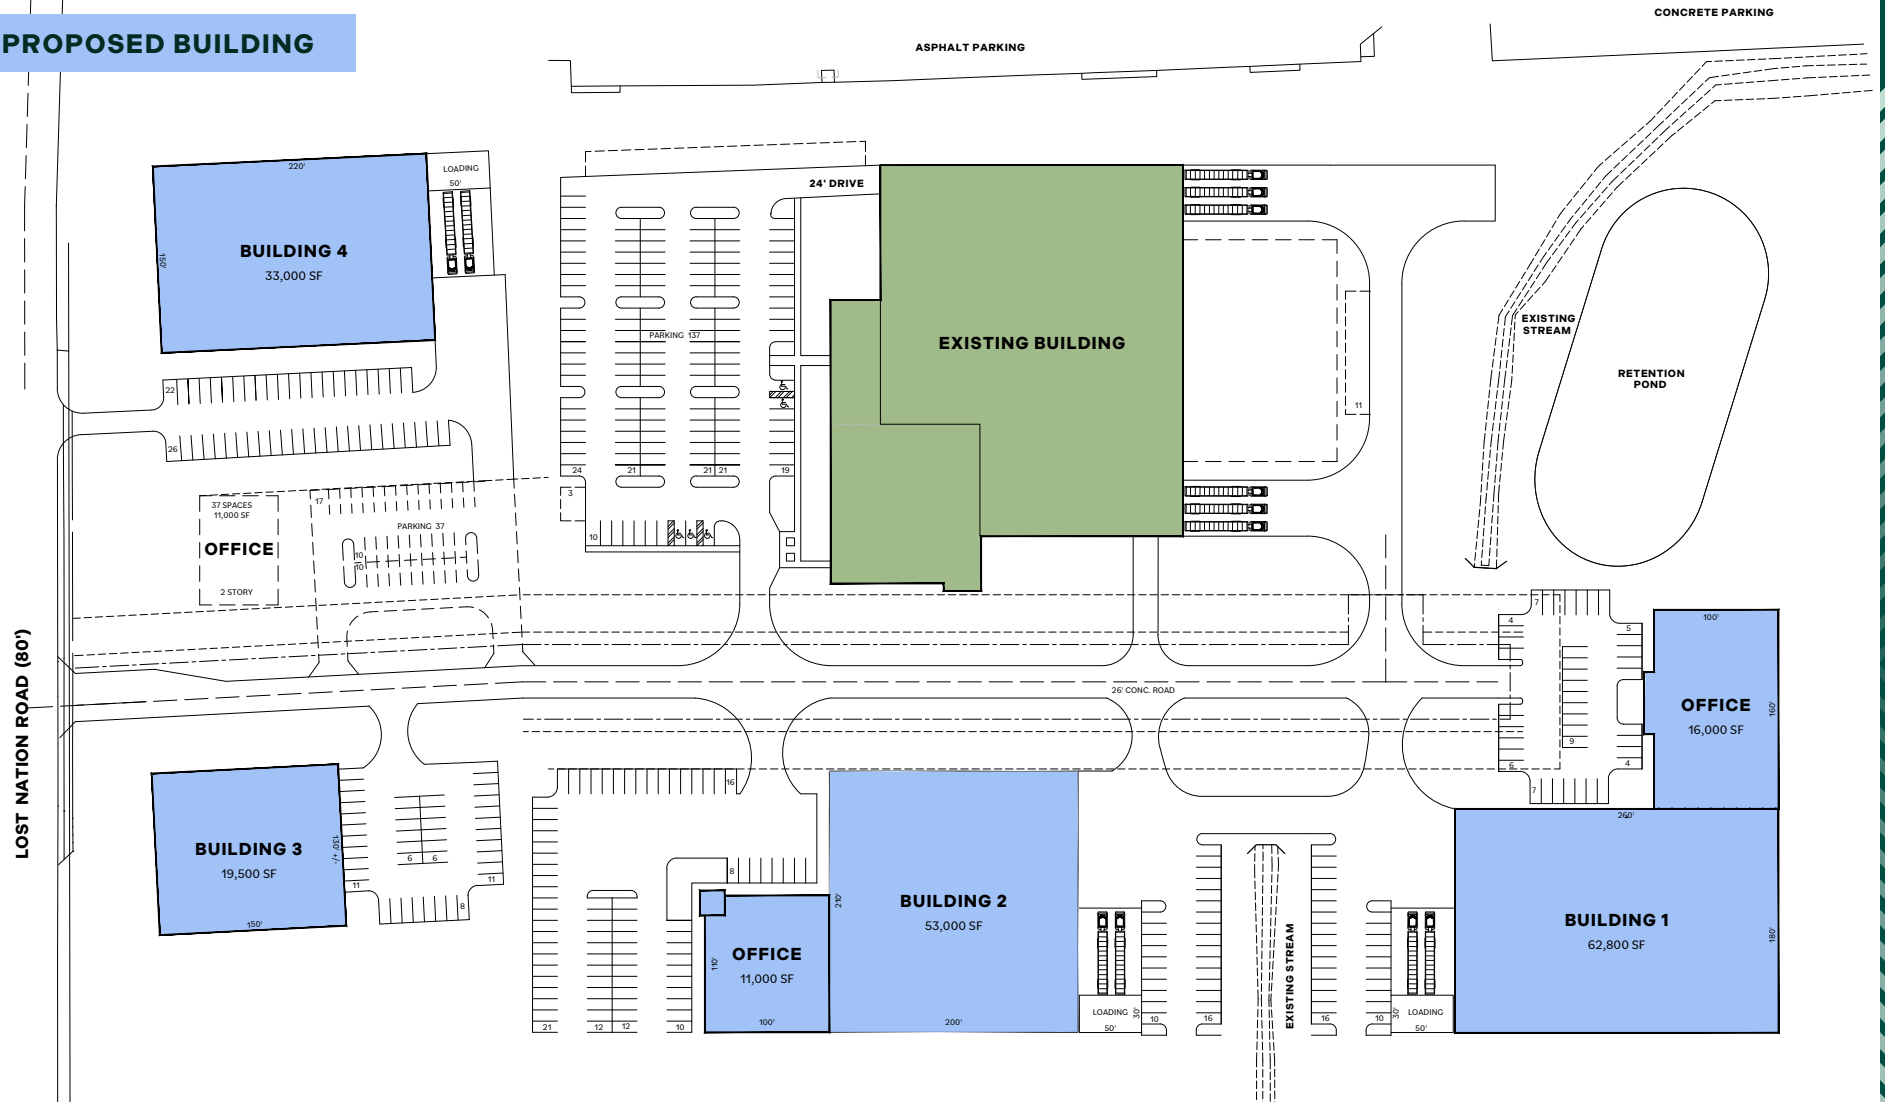 PROPOSED BUILDING
CONCRETE PARKING
ASPHALT PARKING
220'
LOADING
50'
24' DRIVE
BUILDING 4
33,000 SF
150'
EXISTING BUILDING
PARKING 137
EXISTING
STREAM
RETENTION
POND
22
11
26
24
21
21
21
19
3
10
37 SPACES
11,000 SF
17
PARKING 37
OFFICE
10
10
2 STORY
7
4
5
100'
LOST NATION ROAD (80')
26' CONC. ROAD
OFFICE
16,000 SF
160'
9
6
4
7
16
260'
BUILDING 3
19,500 SF
130' +/-
6
6
11
11
8
150'
8
210'
BUILDING 2
53,000 SF
OFFICE
11,000 SF
110'
100'
200'
21
12
12
10
LOADING
50'
30'
10
16
EXISTING STREAM
16
10
30'
LOADING
50'
BUILDING 1
62,800 SF
180'